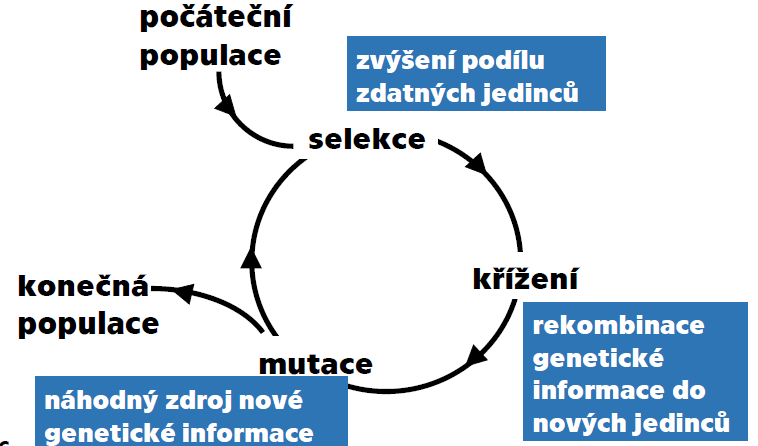 počáteční
populace
zvýšení podílu
zdatných jedinců
selekce
křížení
rekombinace
genetické
informace do
nových jedinců
konečná
populace
mutace
náhodný zdroj nové
genetické informace